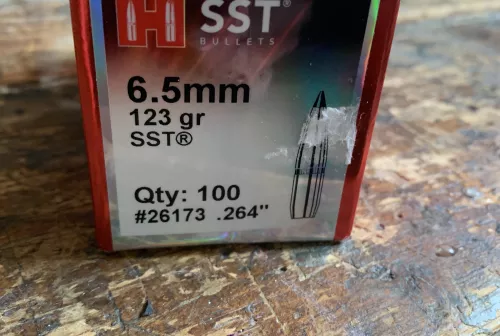 H SST®
BULLETS
6.5mm
123 gr
SST®
Qty: 100
#26173 .264"